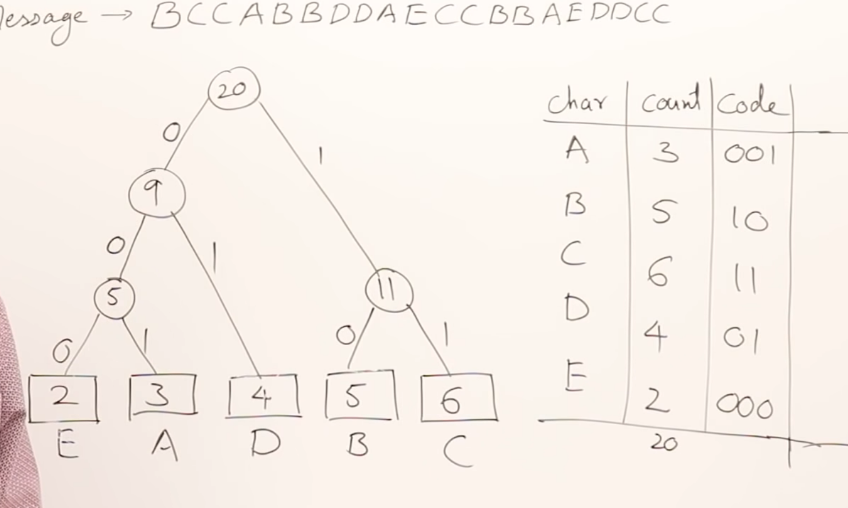 Message → BCCABBDDAECCBBAEDDCC
20
0 1
9
0 1
5 11
0 1 0 1
2 3 4 5 6
E A D B C
char count Code
A 3 001
B 5 10
C 6 11
D 4 01
E 2 000
20